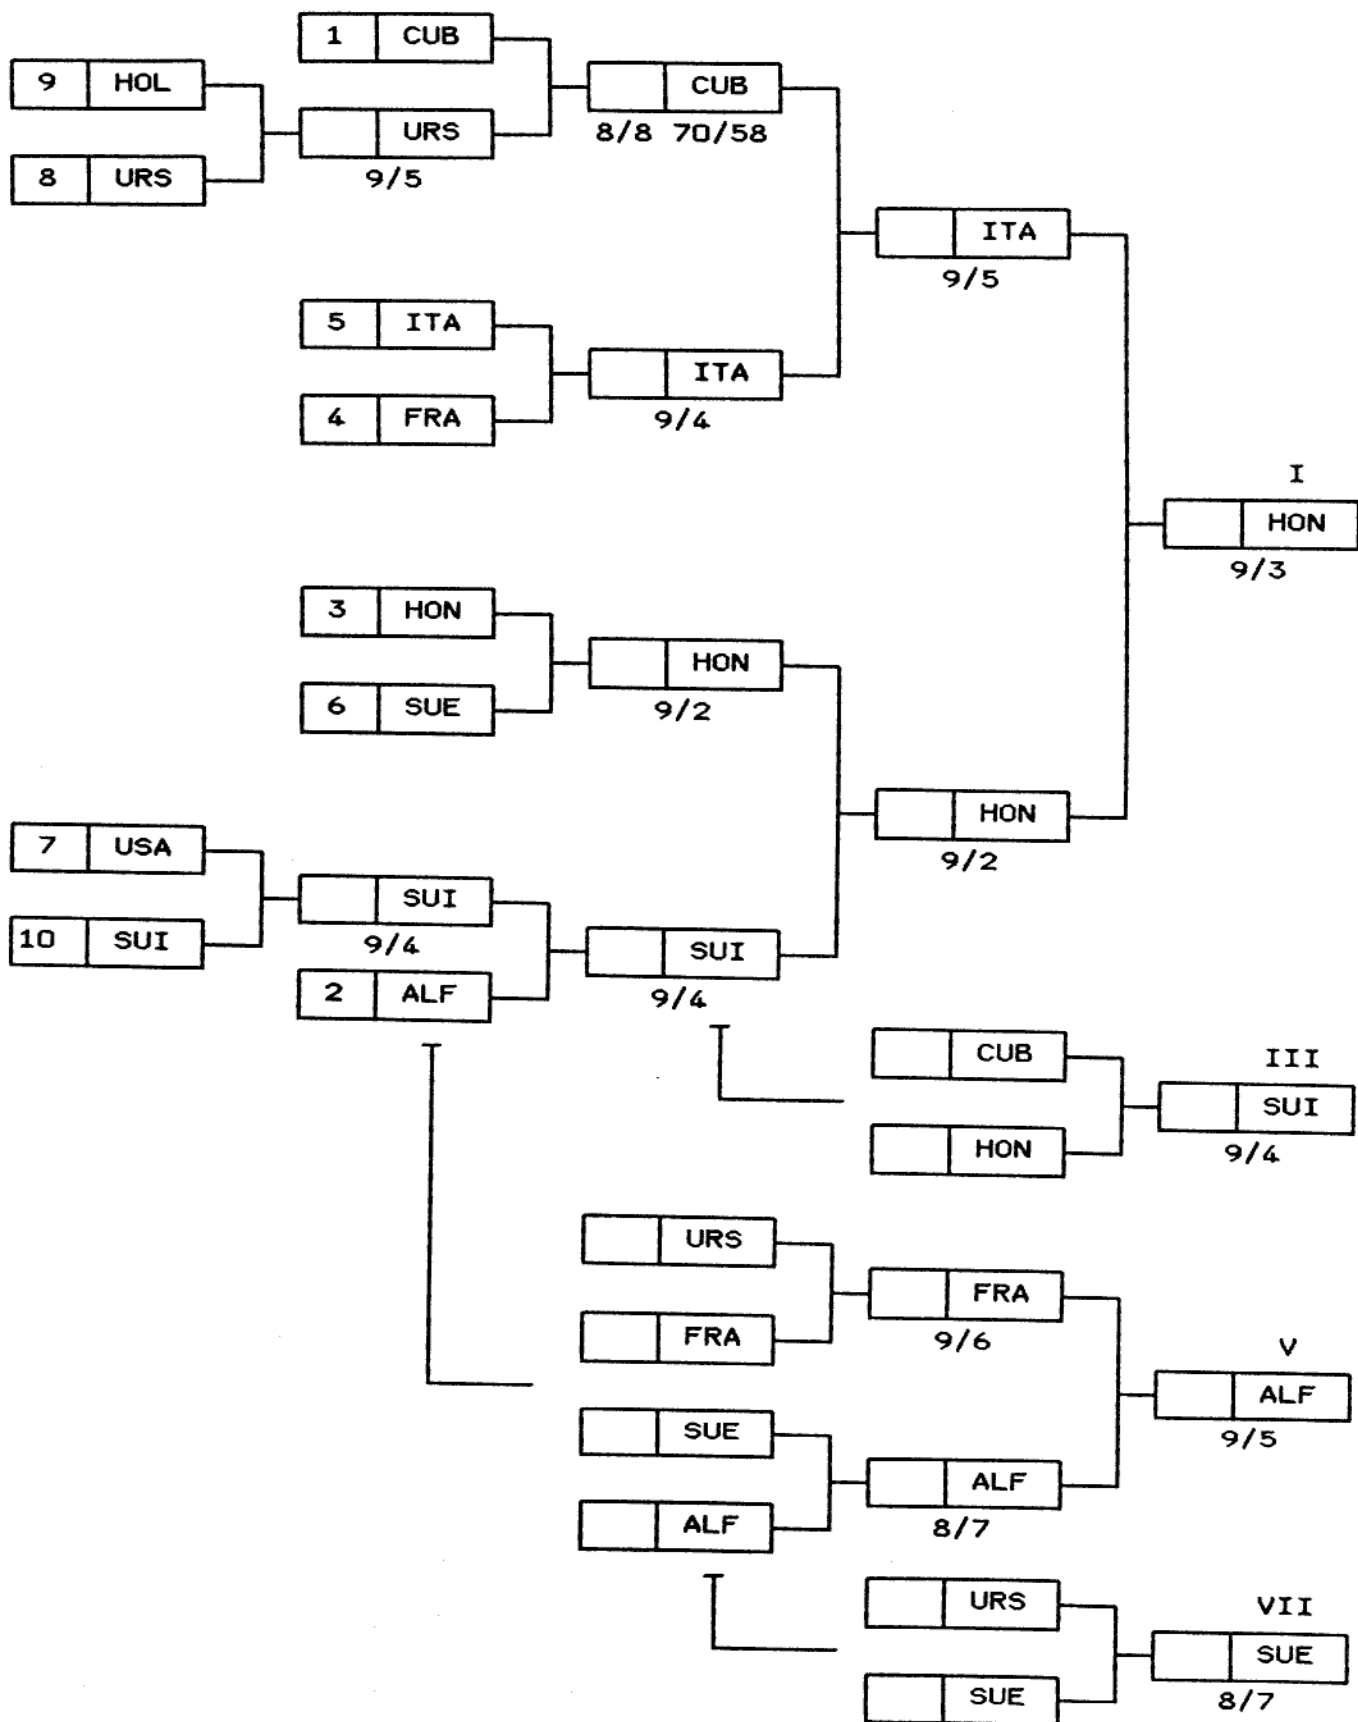 1 CUB
9 HOL
CUB
URS
8/8 70/58
8 URS
9/5
ITA
9/5
5 ITA
ITA
4 FRA
9/4
I
HON
9/3
3 HON
HON
6 SUE
9/2
HON
7 USA
9/2
SUI
10 SUI
9/4
SUI
2 ALF
9/4
CUB
III
SUI
HON
9/4
URS
FRA
FRA
9/6
V
ALF
SUE
9/5
ALF
ALF
8/7
URS
VII
SUE
SUE
8/7